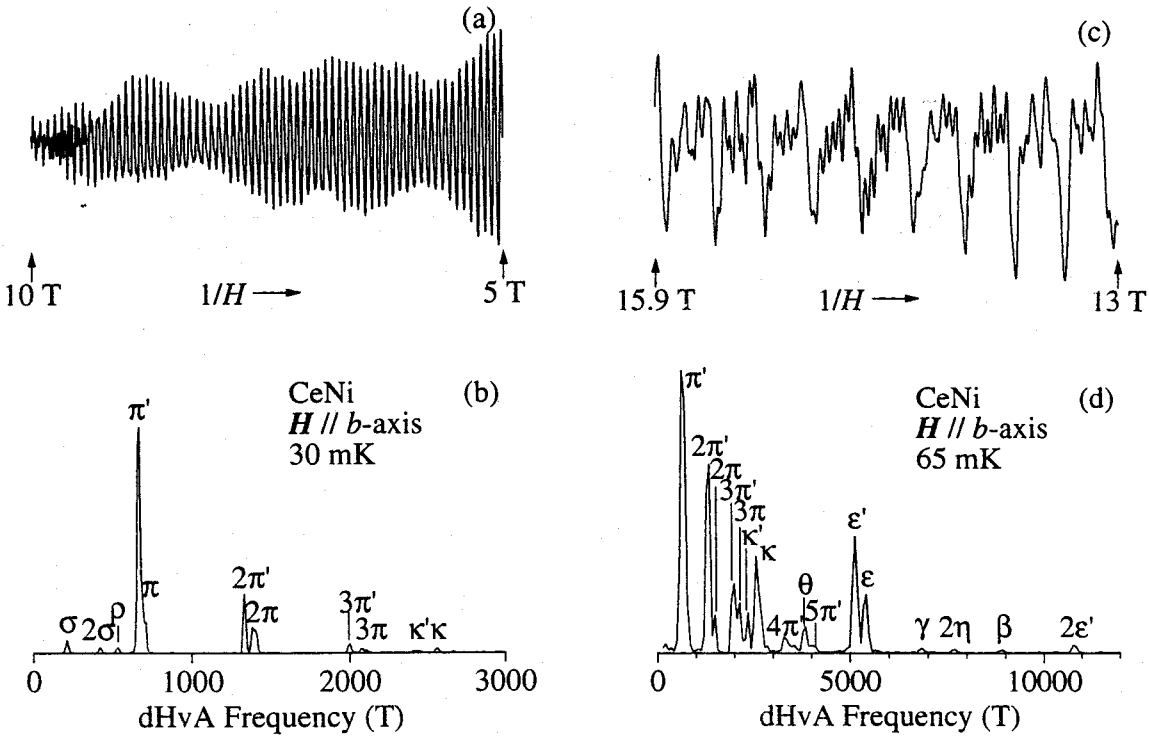 (a)
10 T
1/H
5 T
(c)
15.9 T
1/H
13 T
(b)
CeNi
H // b-axis
30 mK
σ
2σ
ρ
π'
π
2π'
2π
3π'
3π
κ'κ
0
1000
2000
3000
dHvA Frequency (T)
(d)
CeNi
H // b-axis
65 mK
π'
2π'
2π
3π'
3π
κ'
κ
4π'
θ
5π'
ε'
ε
γ
2η
β
2ε'
0
5000
10000
dHvA Frequency (T)